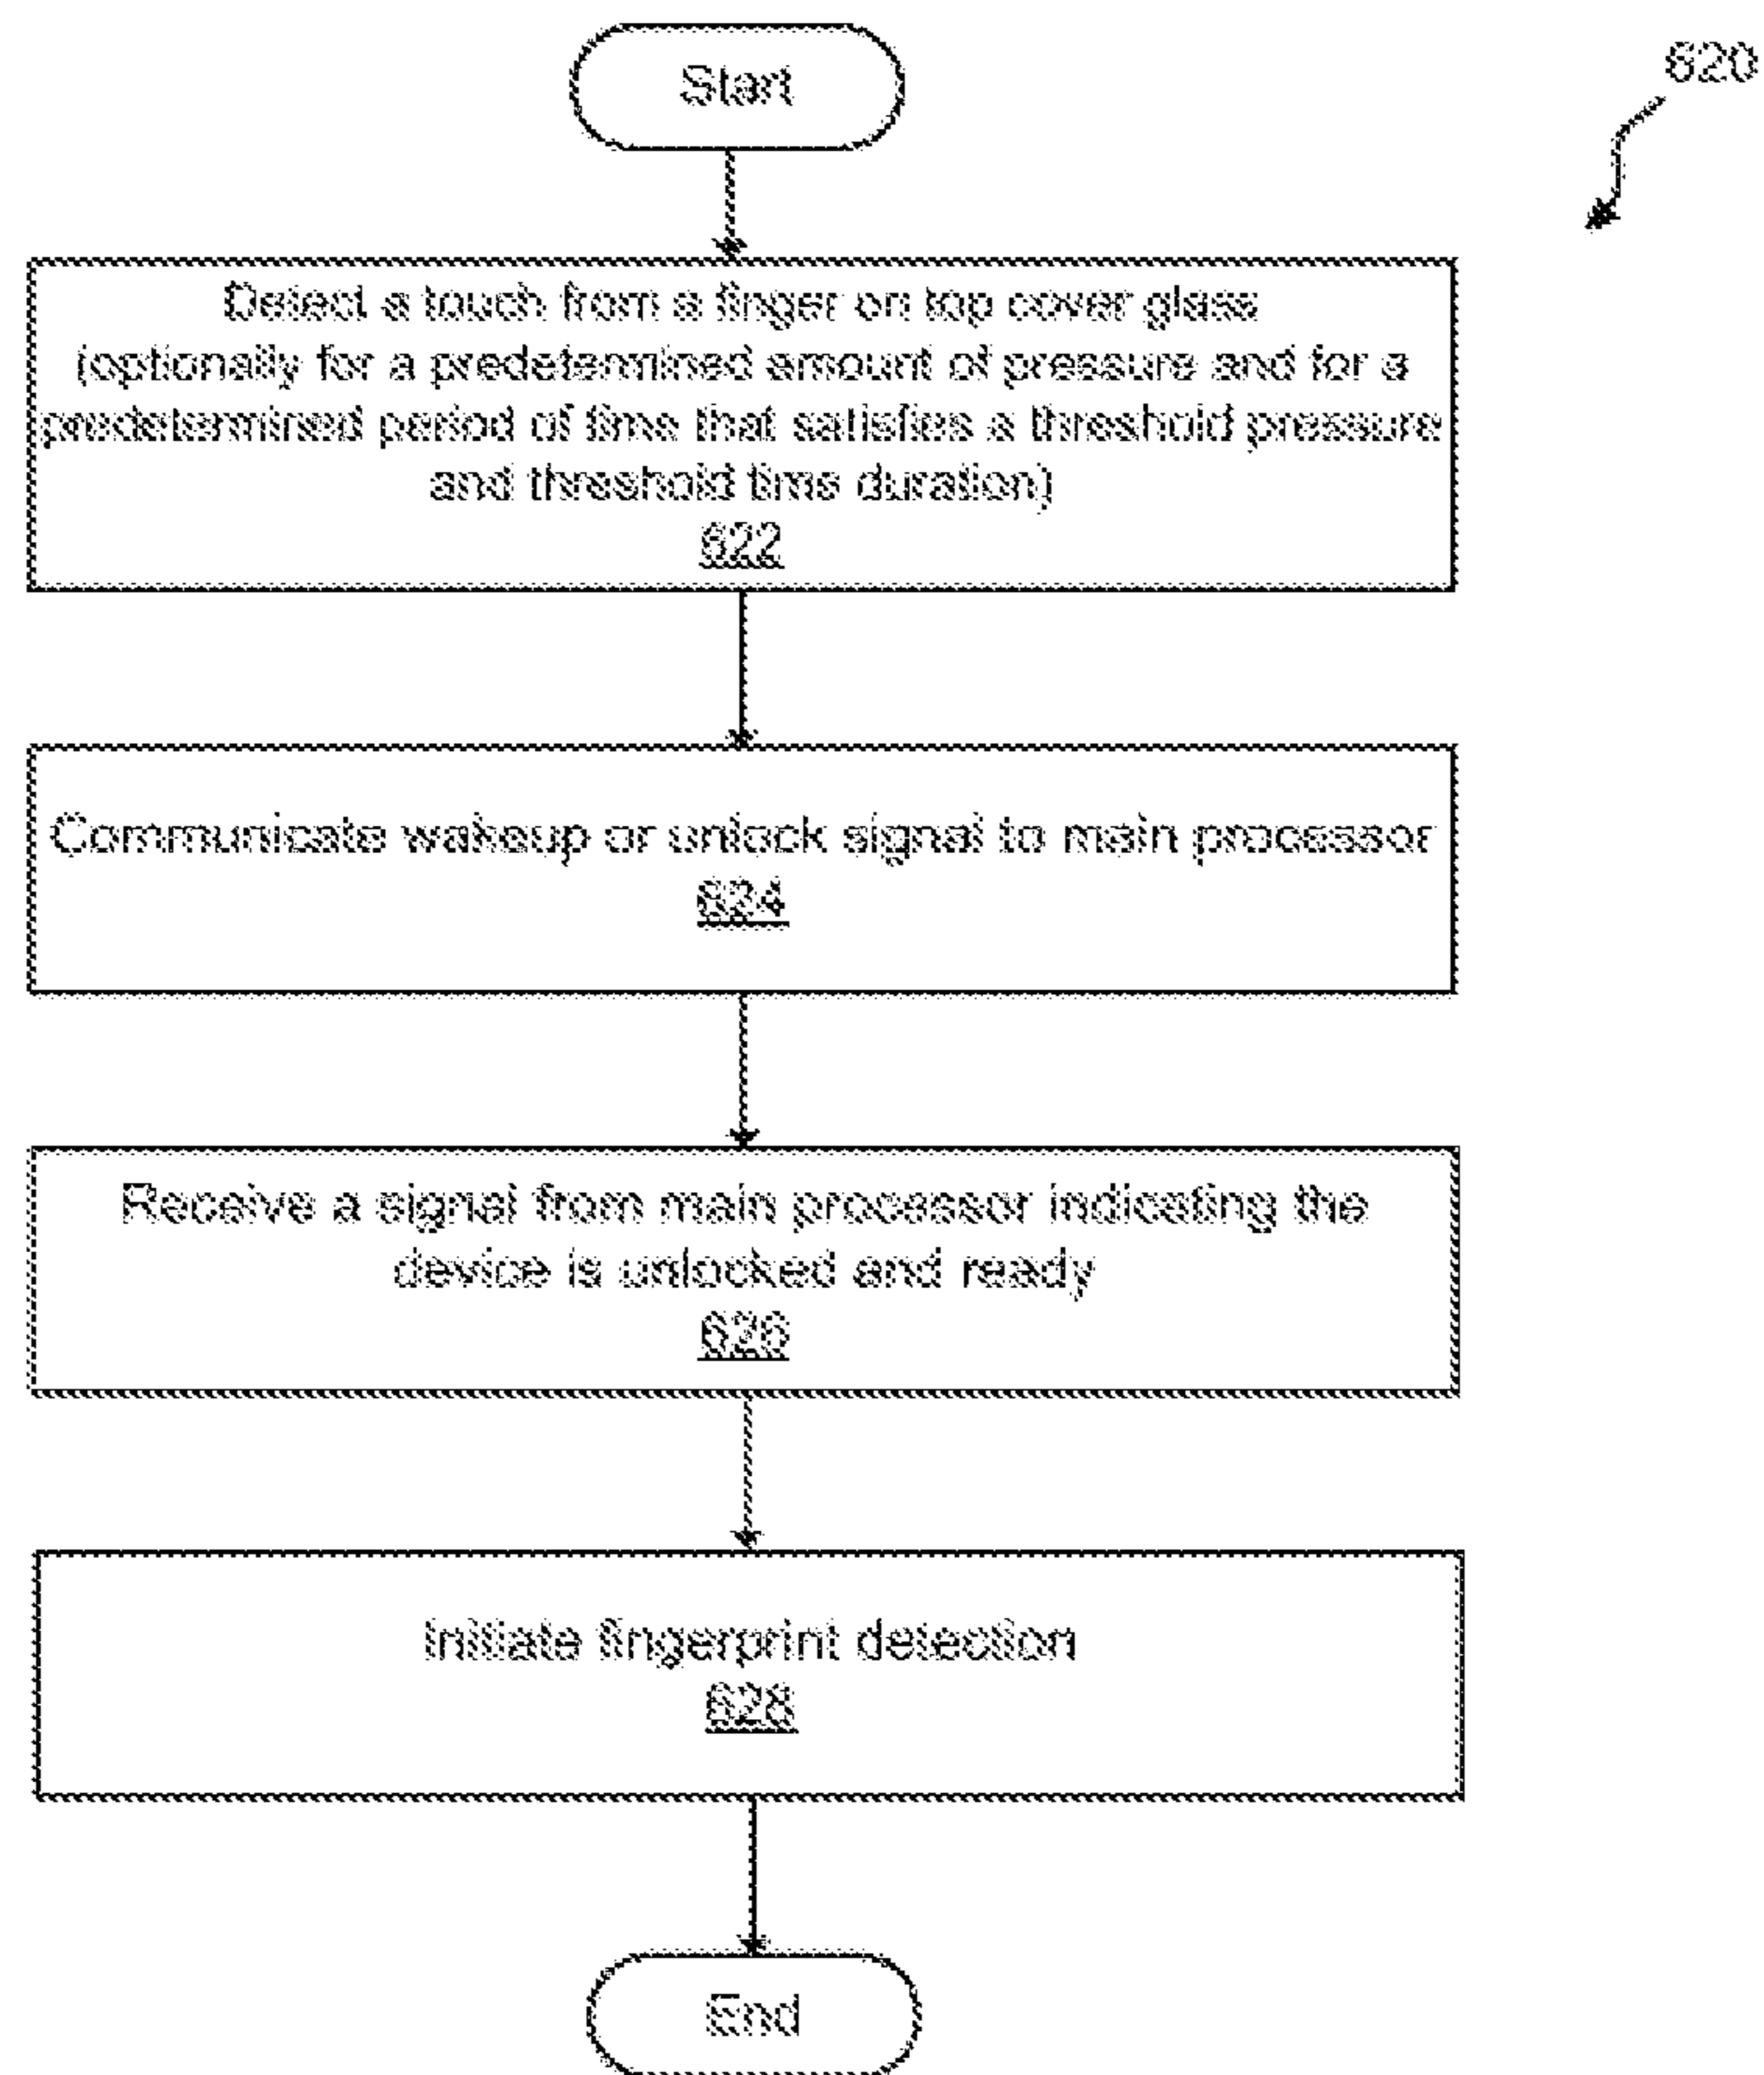 Start
620
Detect a touch from a finger on top cover glass
(optionally for a predetermined amount of pressure and for a
predetermined period of time that satisfies a threshold pressure
and threshold time duration)
622
Communicate wakeup or unlock signal to main processor
624
Receive a signal from main processor indicating the
device is unlocked and ready
626
Initiate fingerprint detection
628
End